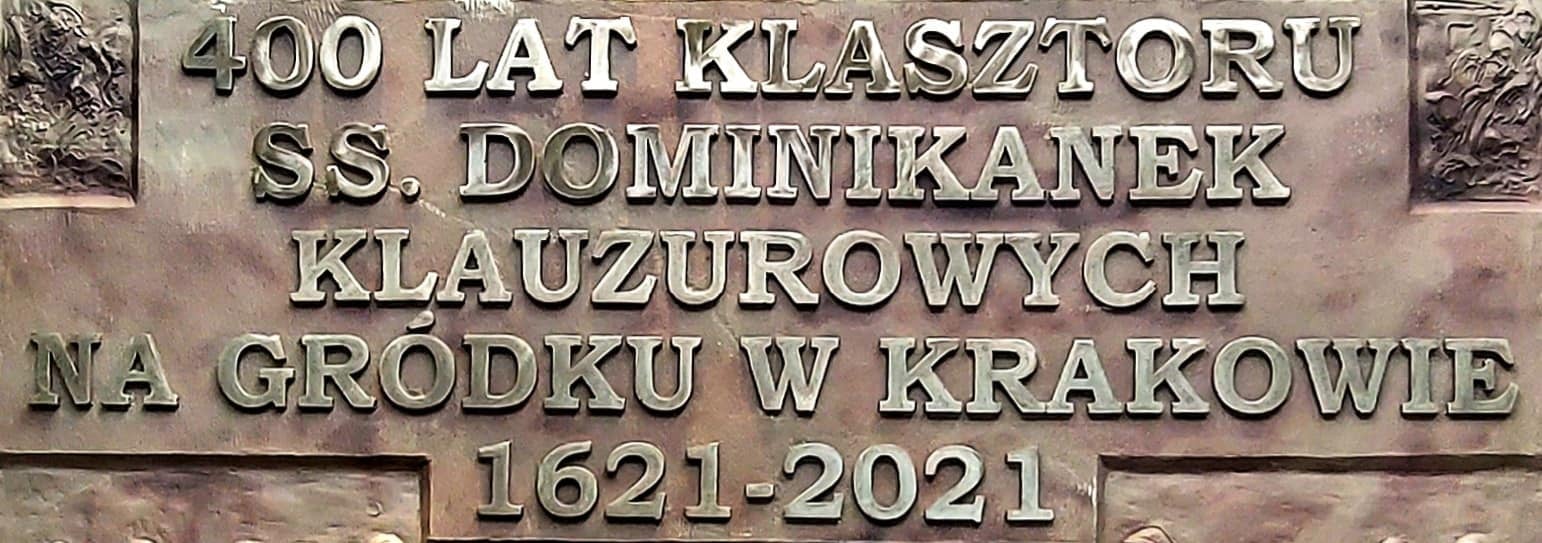 400 LAT KLASZTORU
SS. DOMINIKANEK
KLAUZUROWYCH
NA GRÓDKU W KRAKOWIE
1621-2021